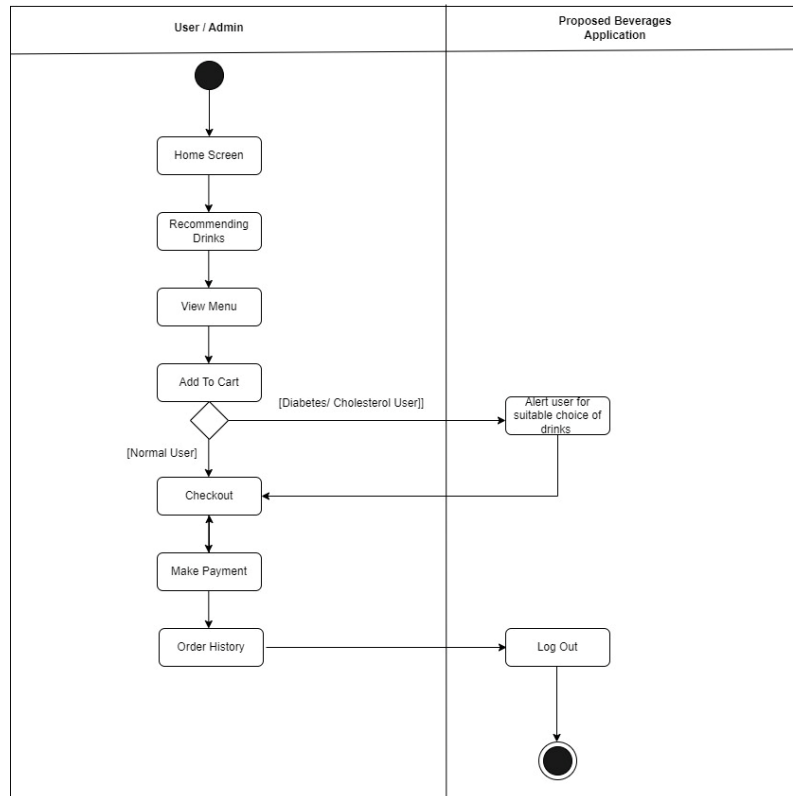 User / Admin
Proposed Beverages
Application
Home Screen
Recommending
Drinks
View Menu
Add To Cart
[Diabetes/ Cholesterol User]]
Alert user for
suitable choice of
drinks
[Normal User]
Checkout
Make Payment
Order History
Log Out